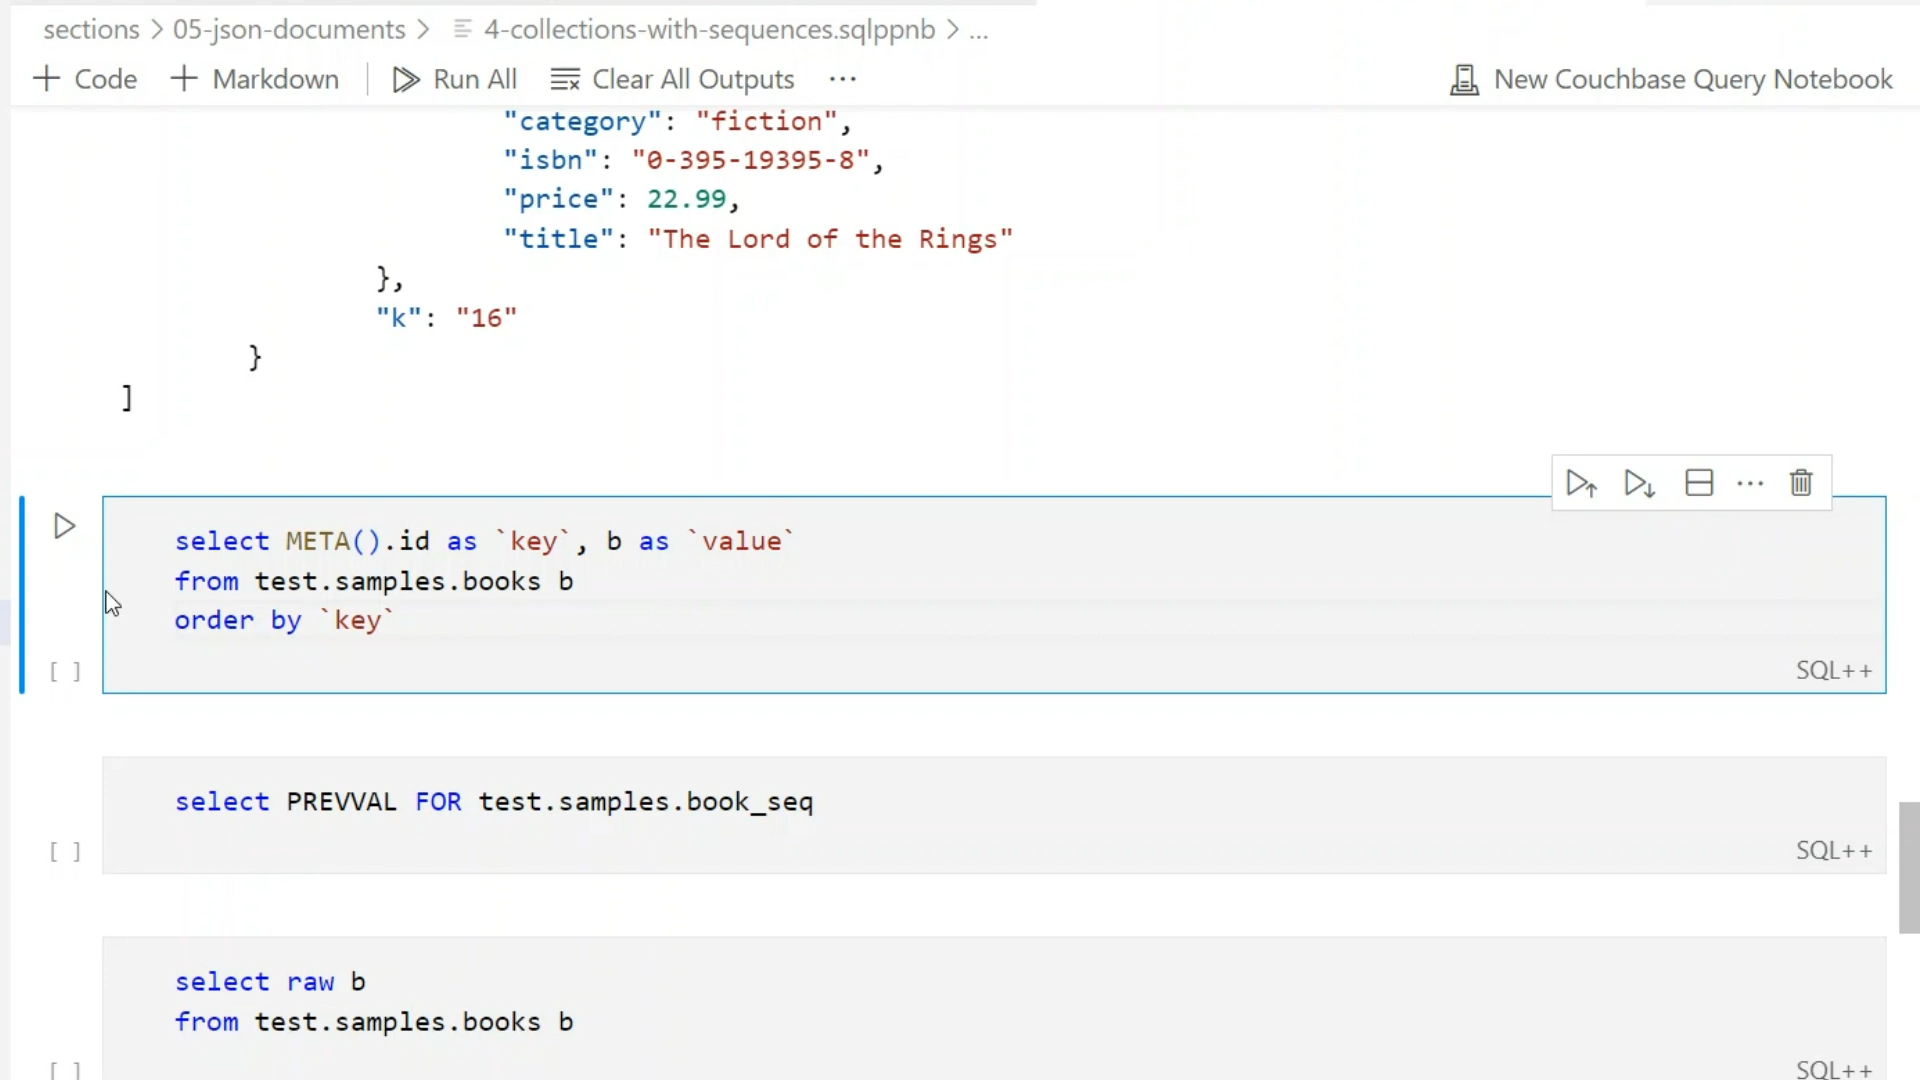 sections > 05-json-documents > 4-collections-with-sequences.sqlppnb > ...
+ Code + Markdown Run All Clear All Outputs ... New Couchbase Query Notebook
"category": "fiction",
"isbn": "0-395-19395-8",
"price": 22.99,
"title": "The Lord of the Rings"
},
"k": "16"
}
]
select META().id as `key`, b as `value`
from test.samples.books b
order by `key`
[ ] SQL++
select PREVVAL FOR test.samples.book_seq
[ ] SQL++
select raw b
from test.samples.books b
[ ] SQL++